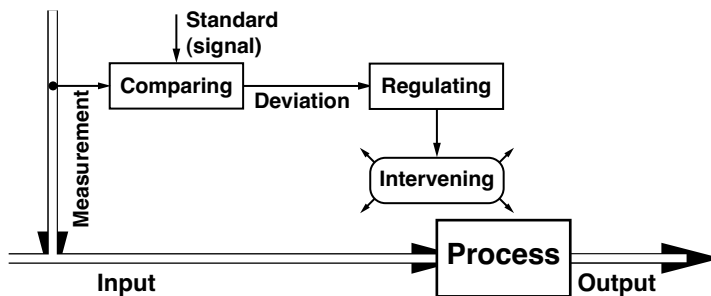 Standard
(signal)
Comparing
Deviation
Regulating
Measurement
Intervening
Process
Input
Output